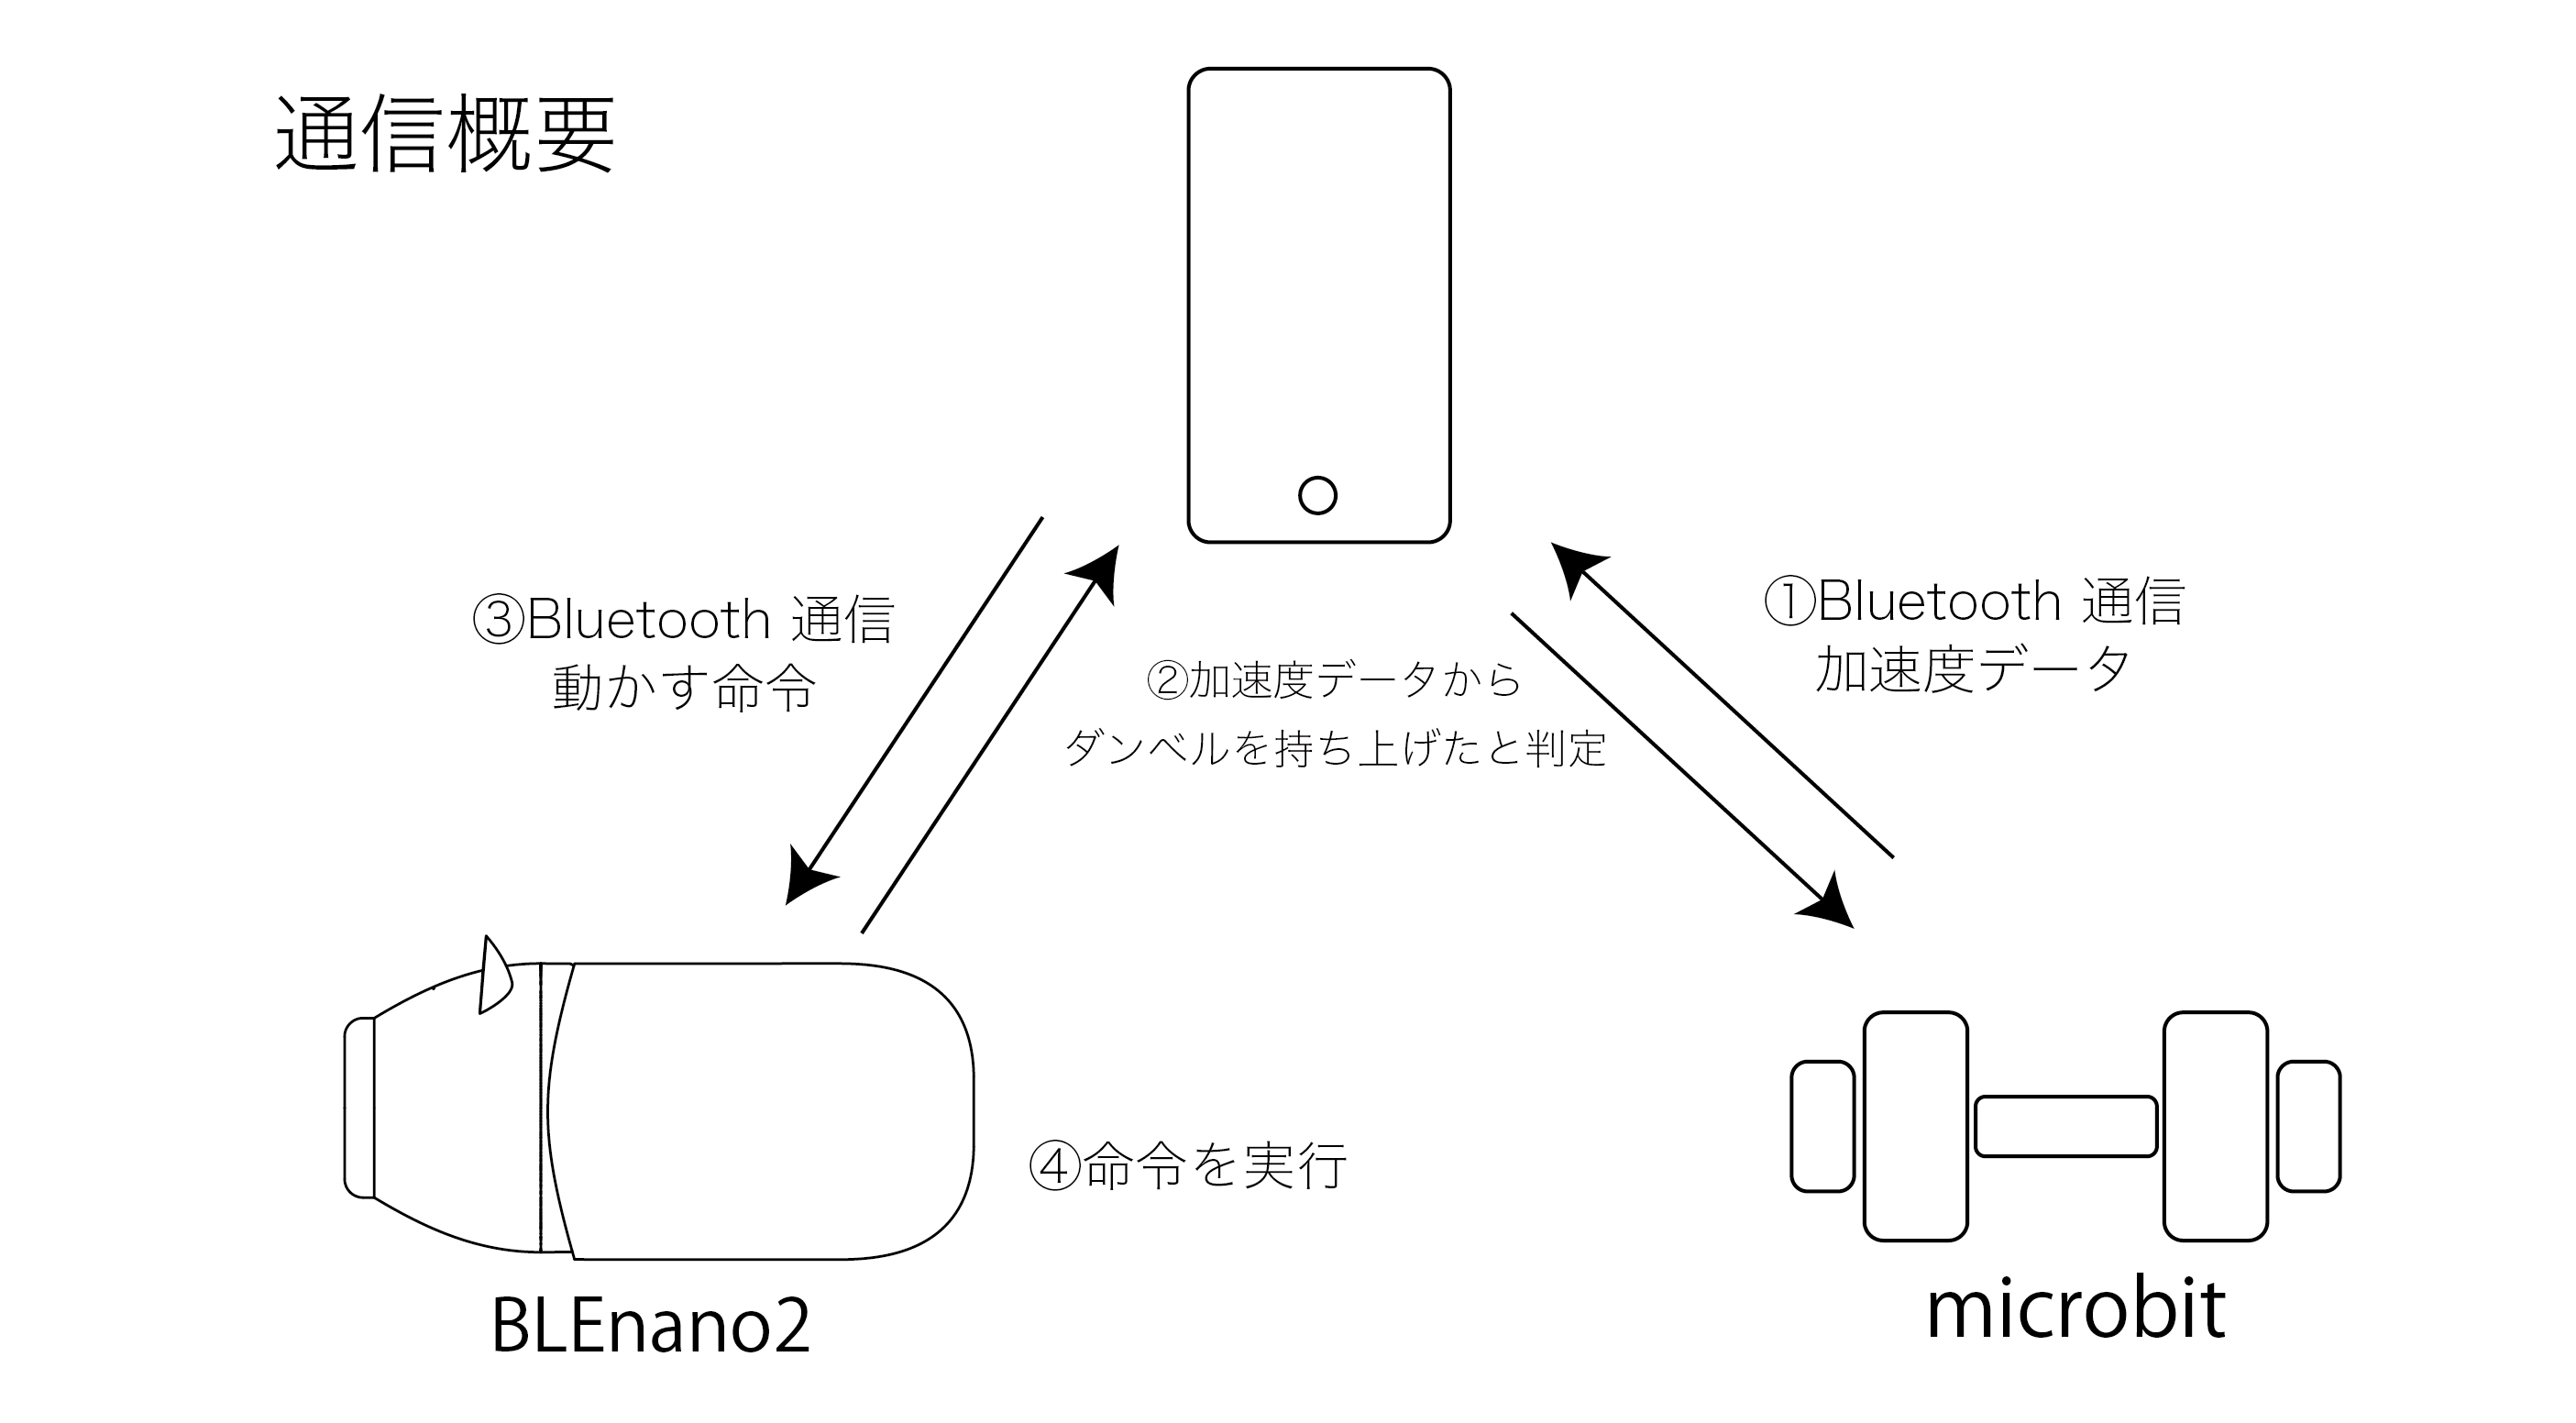 通信概要
③Bluetooth 通信
動かす命令
②加速度データから
ダンベルを持ち上げたと判定
①Bluetooth 通信
加速度データ
④命令を実行
BLEnano2
microbit